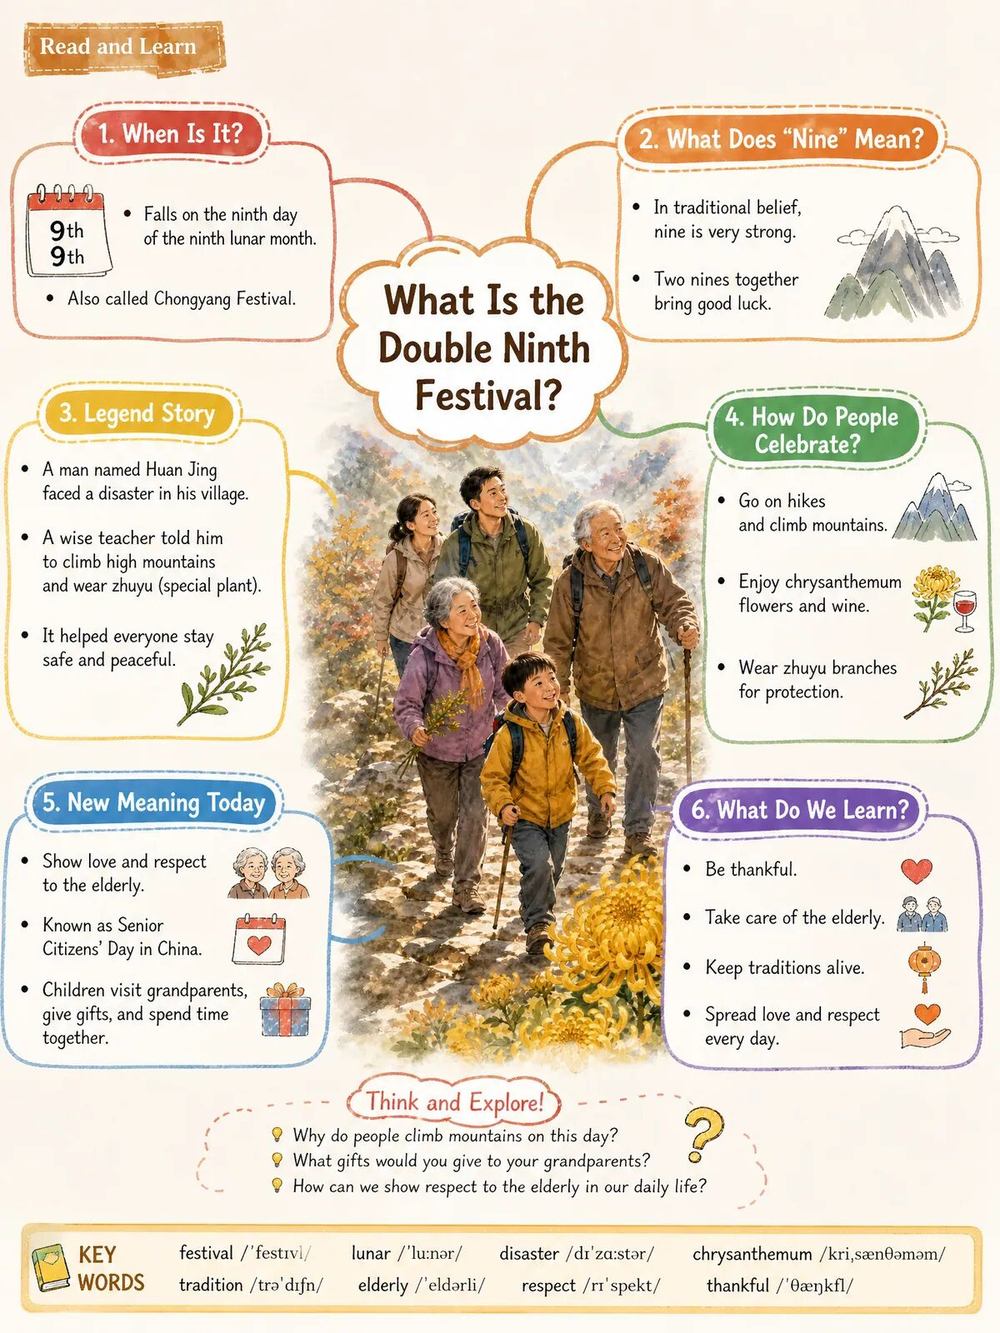 Read and Learn
1. When Is It?
9th
9th
• Falls on the ninth day
of the ninth lunar month.
• Also called Chongyang Festival.
2. What Does “Nine” Mean?
• In traditional belief,
nine is very strong.
• Two nines together
bring good luck.
What Is the
Double Ninth
Festival?
3. Legend Story
• A man named Huan Jing
faced a disaster in his village.
• A wise teacher told him
to climb high mountains
and wear zhuyu (special plant).
• It helped everyone stay
safe and peaceful.
4. How Do People
Celebrate?
• Go on hikes
and climb mountains.
• Enjoy chrysanthemum
flowers and wine.
• Wear zhuyu branches
for protection.
5. New Meaning Today
• Show love and respect
to the elderly.
• Known as Senior
Citizens’ Day in China.
• Children visit grandparents,
give gifts, and spend time
together.
6. What Do We Learn?
• Be thankful.
• Take care of the elderly.
• Keep traditions alive.
• Spread love and respect
every day.
Think and Explore!
Why do people climb mountains on this day?
What gifts would you give to your grandparents?
How can we show respect to the elderly in our daily life?
?
KEY
WORDS
festival /ˈfestɪvl/ lunar /ˈluːnər/ disaster /dɪˈzɑːstər/ chrysanthemum /kriˌsænθəməm/
tradition /trəˈdɪʃn/ elderly /ˈeldərli/ respect /rɪˈspekt/ thankful /ˈθæŋkfl/